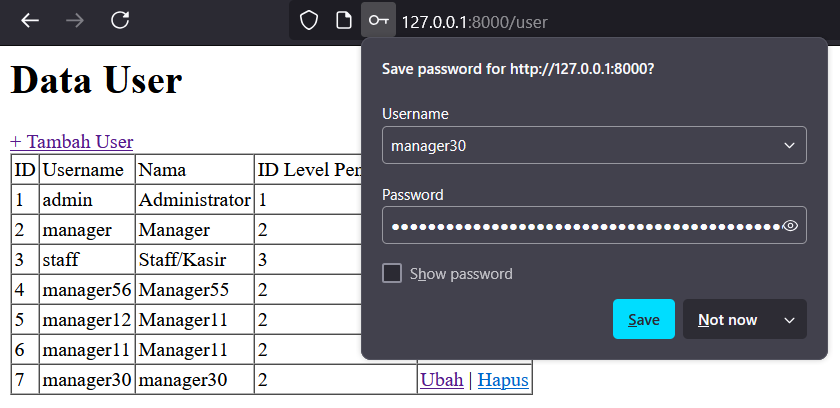 127.0.0.1:8000/user
Data User
+ Tambah User
ID Username Nama ID Level Pen
1 admin Administrator 1
2 manager Manager 2
3 staff Staff/Kasir 3
4 manager56 Manager55 2
5 manager12 Manager11 2
6 manager11 Manager11 2
7 manager30 manager30 2 Ubah | Hapus
Save password for http://127.0.0.1:8000?
Username
manager30
Password
Show password
Save
Not now